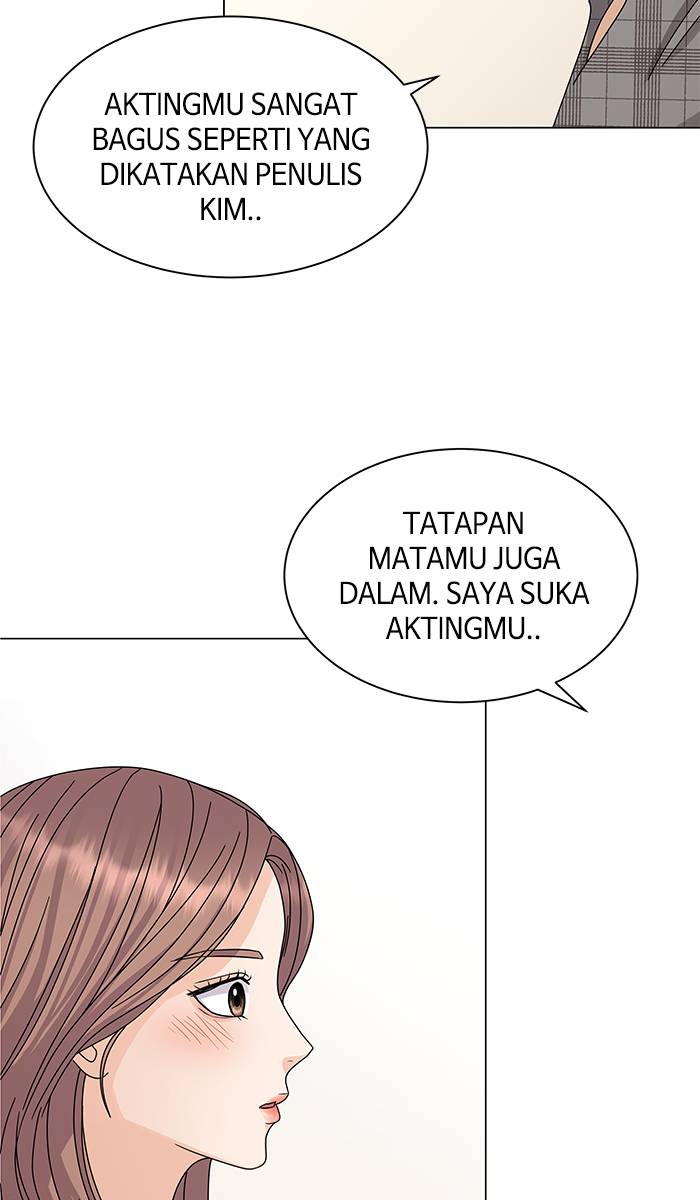 AKTINGMU SANGAT
BAGUS SEPERTI YANG
DIKATAKAN PENULIS
KIM..
TATAPAN
MATAMU JUGA
DALAM. SAYA SUKA
AKTINGMU..